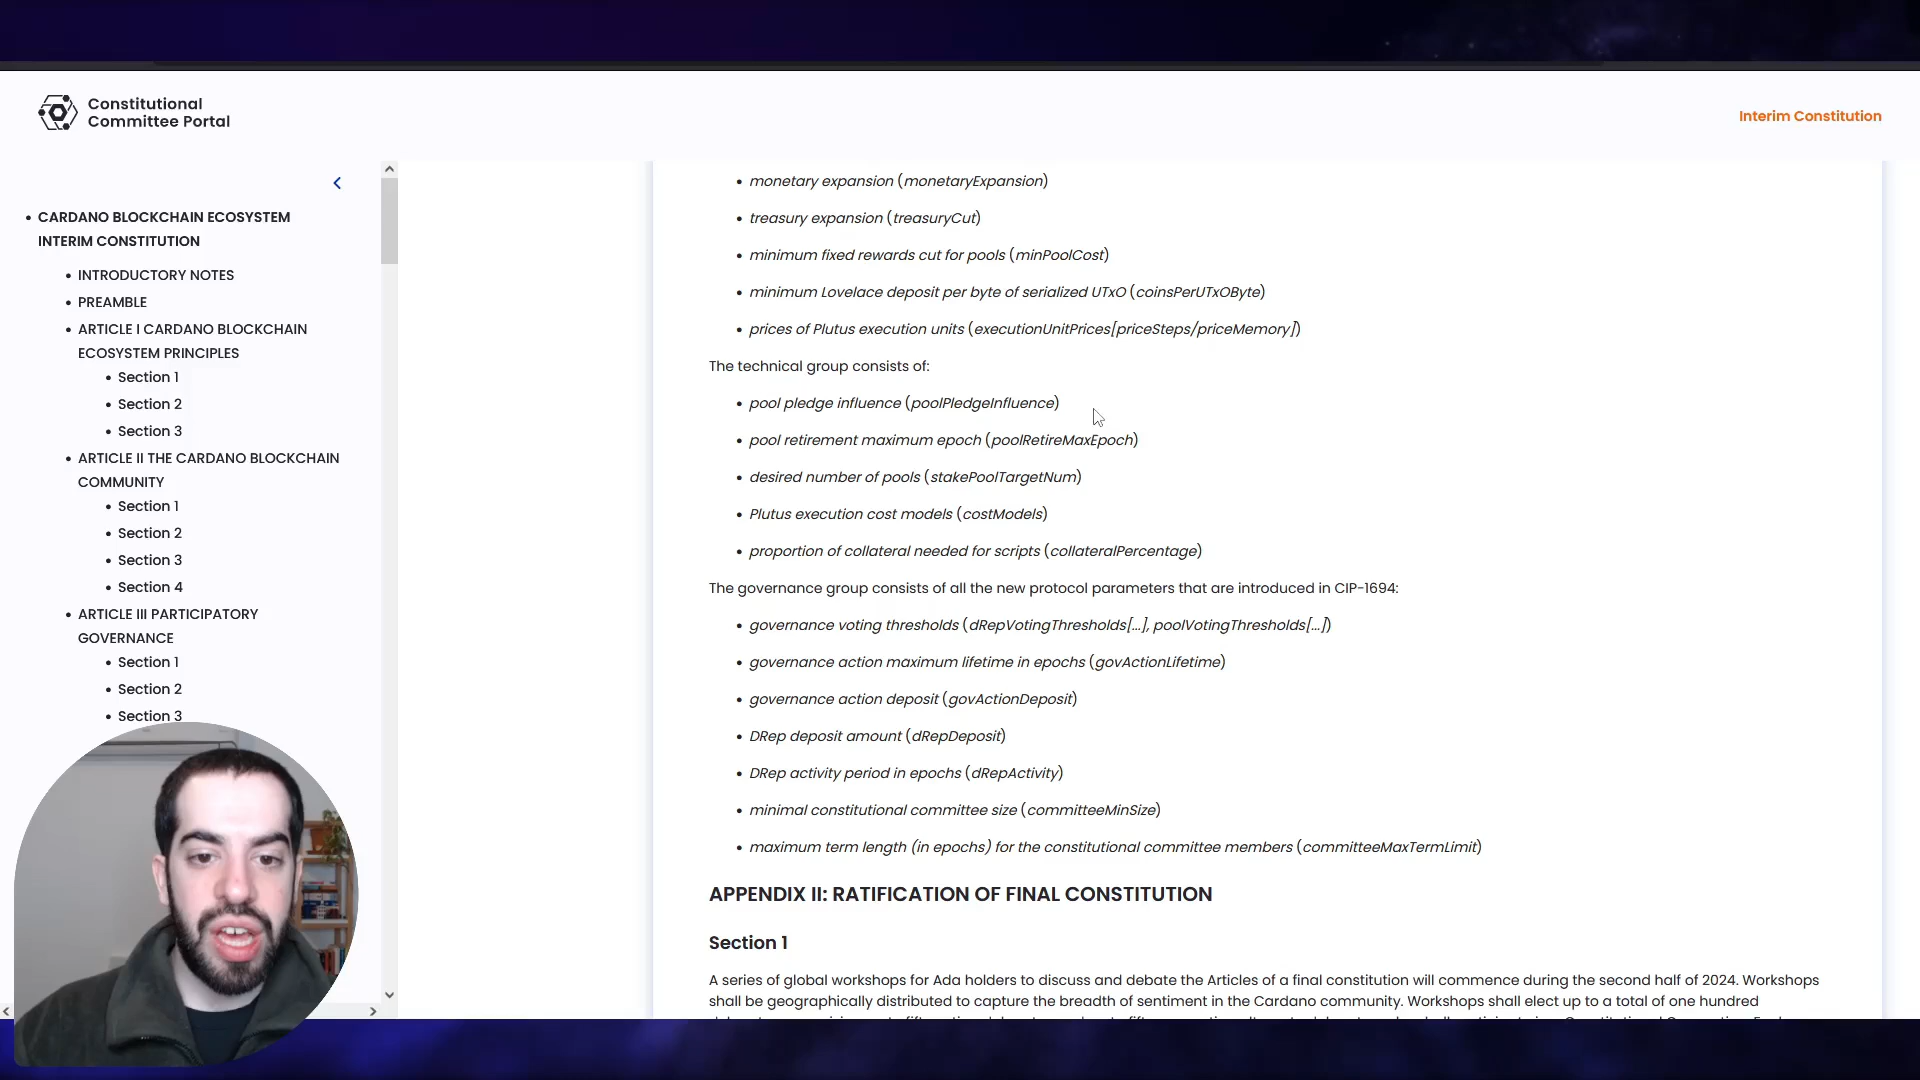 Constitutional
Committee Portal
Interim Constitution
CARDANO BLOCKCHAIN ECOSYSTEM
INTERIM CONSTITUTION
INTRODUCTORY NOTES
PREAMBLE
ARTICLE I CARDANO BLOCKCHAIN
ECOSYSTEM PRINCIPLES
Section 1
Section 2
Section 3
ARTICLE II THE CARDANO BLOCKCHAIN
COMMUNITY
Section 1
Section 2
Section 3
Section 4
ARTICLE III PARTICIPATORY
GOVERNANCE
Section 1
Section 2
Section 3
monetary expansion (monetaryExpansion)
treasury expansion (treasuryCut)
minimum fixed rewards cut for pools (minPoolCost)
minimum Lovelace deposit per byte of serialized UTxO (coinsPerUTxOByte)
prices of Plutus execution units (executionUnitPrices[priceSteps/priceMemory])
The technical group consists of:
pool pledge influence (poolPledgeInfluence)
pool retirement maximum epoch (poolRetireMaxEpoch)
desired number of pools (stakePoolTargetNum)
Plutus execution cost models (costModels)
proportion of collateral needed for scripts (collateralPercentage)
The governance group consists of all the new protocol parameters that are introduced in CIP-1694:
governance voting thresholds (dRepVotingThresholds[...], poolVotingThresholds[...])
governance action maximum lifetime in epochs (govActionLifetime)
governance action deposit (govActionDeposit)
DRep deposit amount (dRepDeposit)
DRep activity period in epochs (dRepActivity)
minimal constitutional committee size (committeeMinSize)
maximum term length (in epochs) for the constitutional committee members (committeeMaxTermLimit)
APPENDIX II: RATIFICATION OF FINAL CONSTITUTION
Section 1
A series of global workshops for Ada holders to discuss and debate the Articles of a final constitution will commence during the second half of 2024. Workshops
shall be geographically distributed to capture the breadth of sentiment in the Cardano community. Workshops shall elect up to a total of one hundred